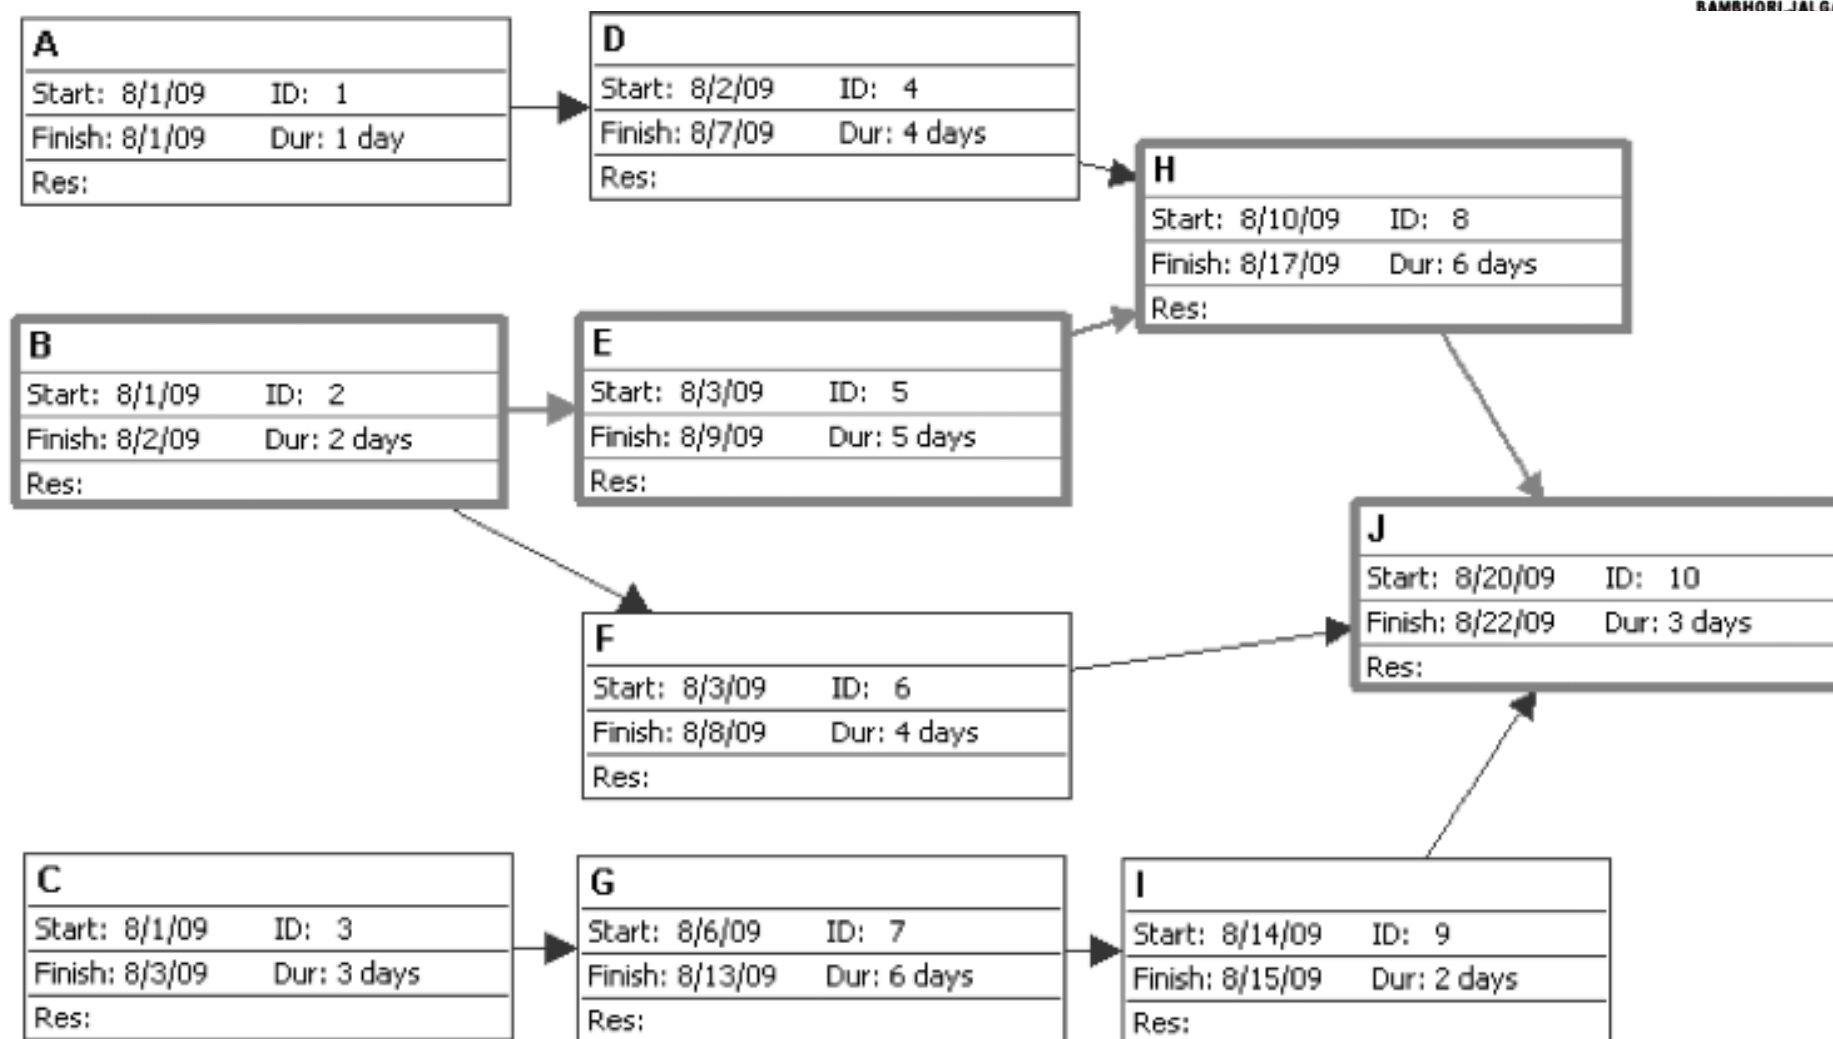 BAMBHORI,JALGA
A
Start: 8/1/09 ID: 1
Finish: 8/1/09 Dur: 1 day
Res:
D
Start: 8/2/09 ID: 4
Finish: 8/7/09 Dur: 4 days
Res:
H
Start: 8/10/09 ID: 8
Finish: 8/17/09 Dur: 6 days
Res:
B
Start: 8/1/09 ID: 2
Finish: 8/2/09 Dur: 2 days
Res:
E
Start: 8/3/09 ID: 5
Finish: 8/9/09 Dur: 5 days
Res:
J
Start: 8/20/09 ID: 10
Finish: 8/22/09 Dur: 3 days
Res:
F
Start: 8/3/09 ID: 6
Finish: 8/8/09 Dur: 4 days
Res:
C
Start: 8/1/09 ID: 3
Finish: 8/3/09 Dur: 3 days
Res:
G
Start: 8/6/09 ID: 7
Finish: 8/13/09 Dur: 6 days
Res:
I
Start: 8/14/09 ID: 9
Finish: 8/15/09 Dur: 2 days
Res: